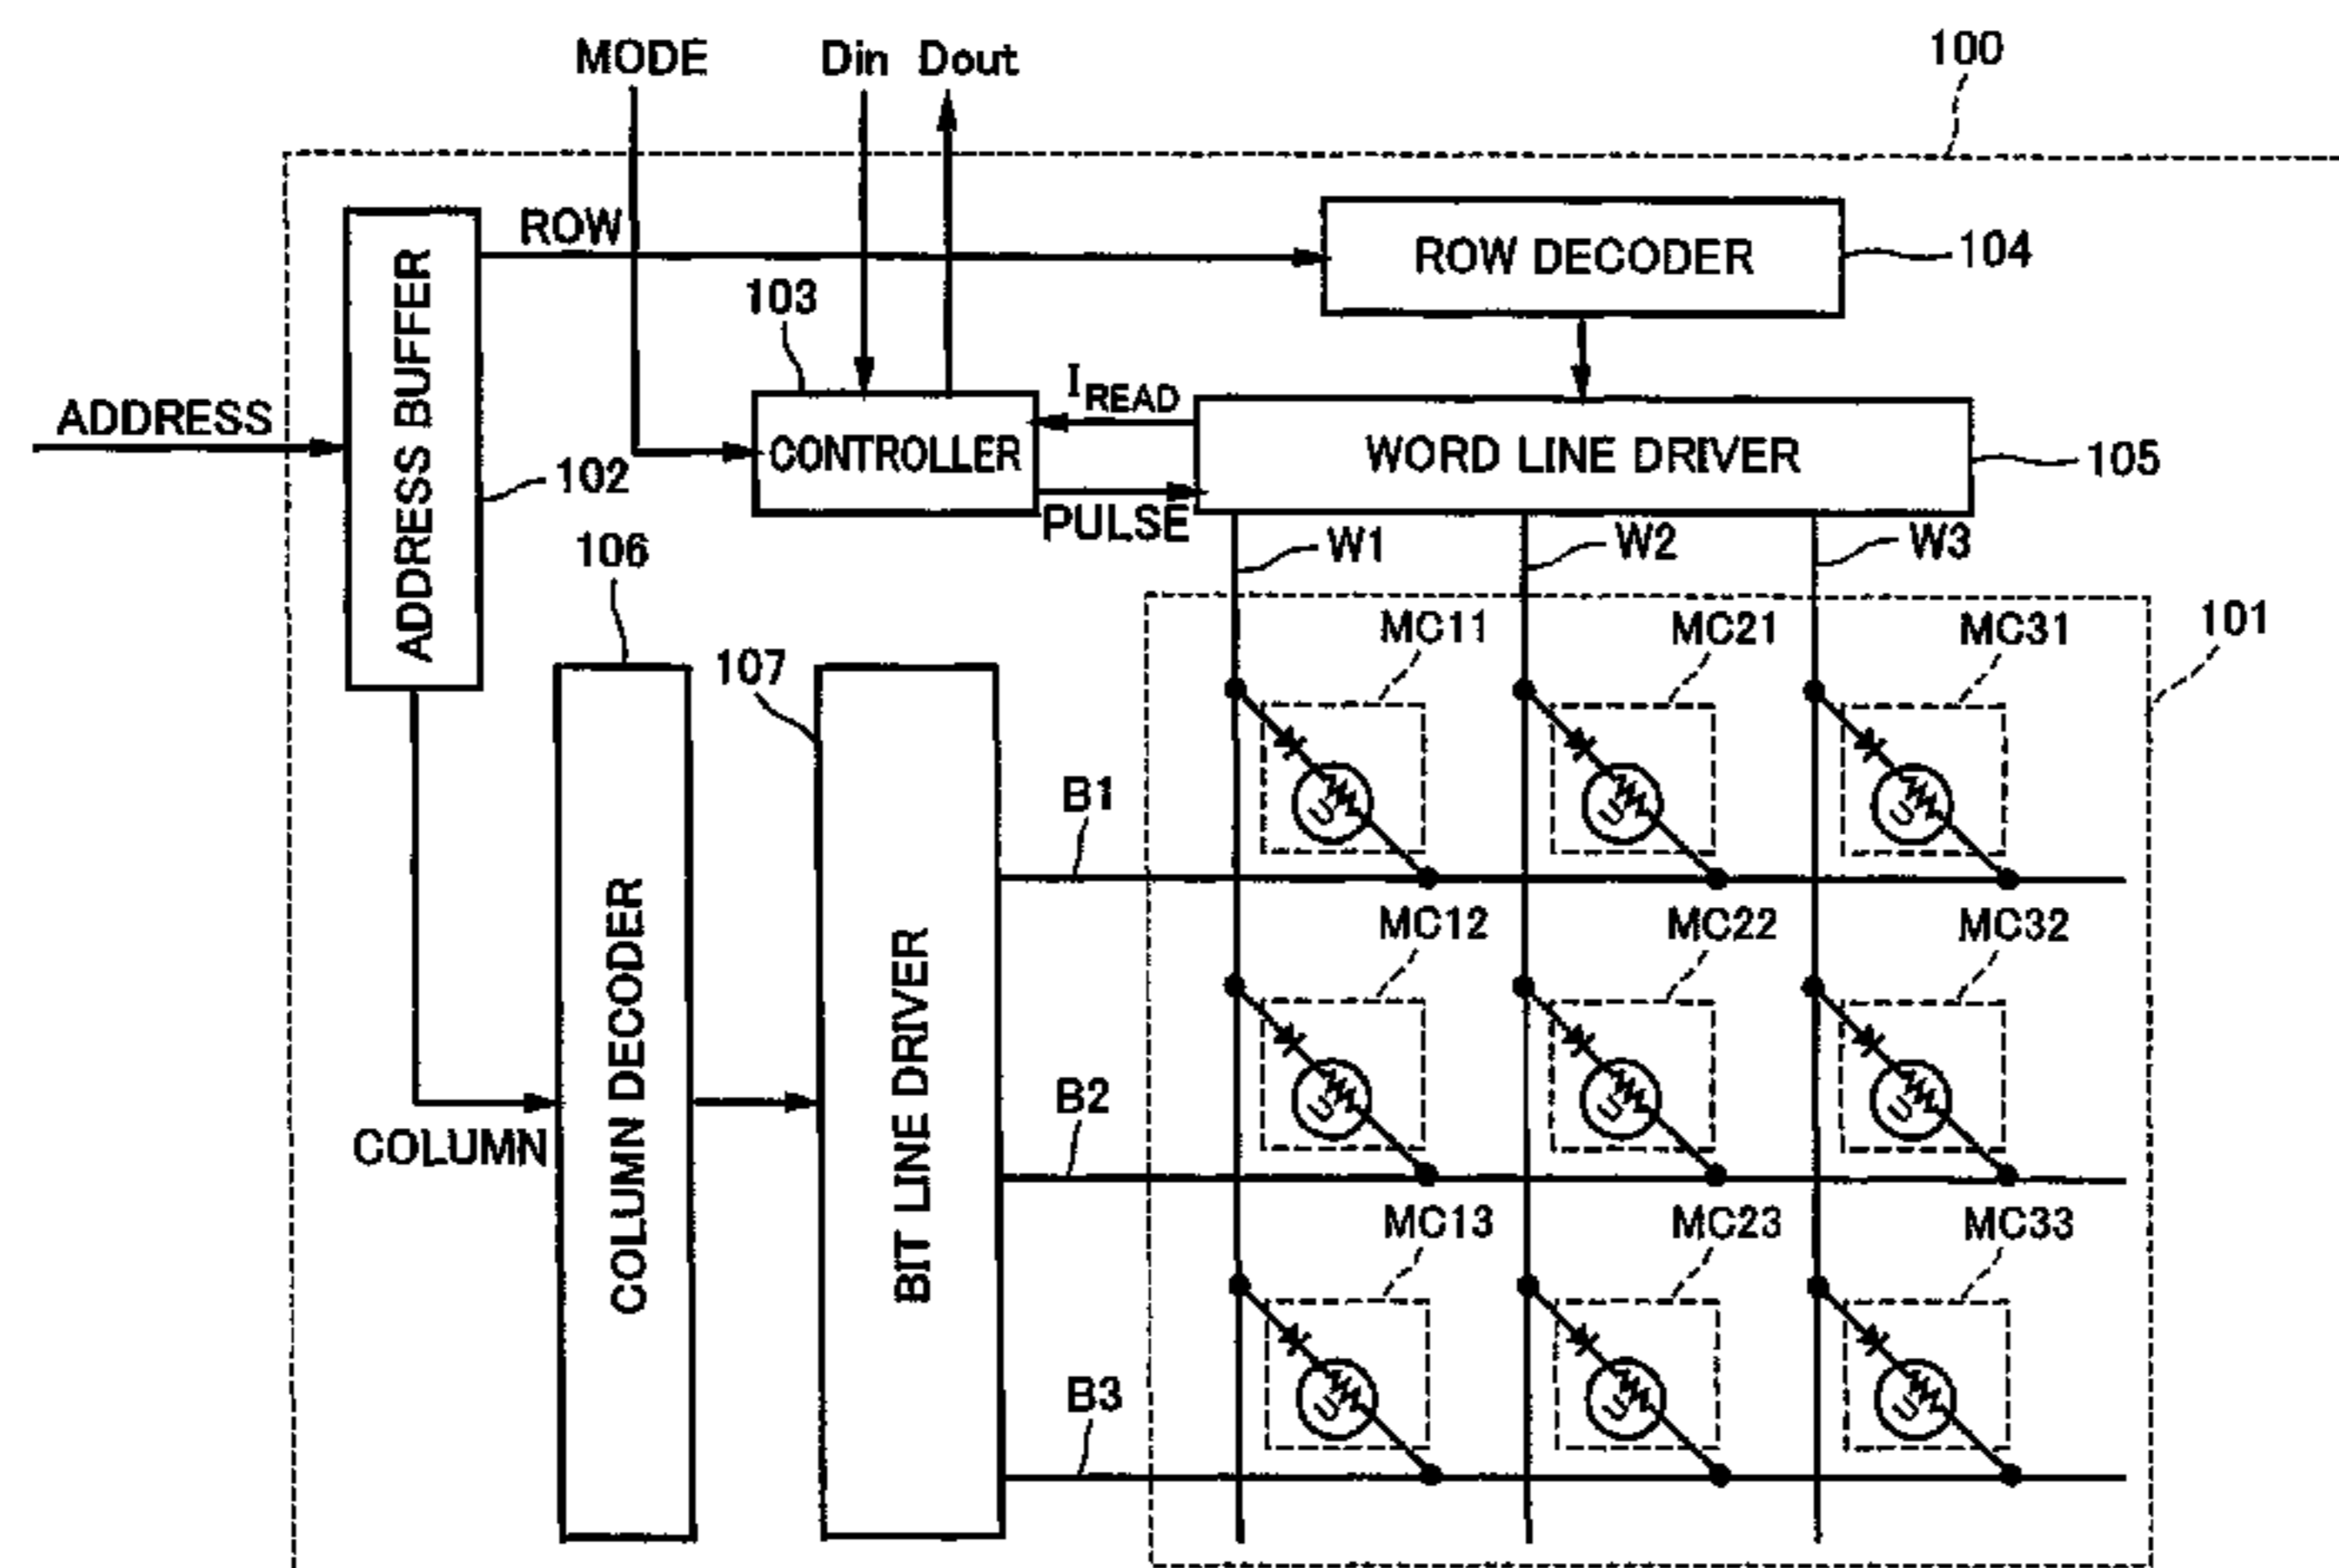 MODE
Din
Dout
100
ROW
ROW DECODER
104
103
ADDRESS
ADDRESS BUFFER
102
CONTROLLER
IREAD
PULSE
WORD LINE DRIVER
105
W1
W2
W3
106
107
101
MC11
MC21
MC31
U
U
U
B1
COLUMN
COLUMN DECODER
BIT LINE DRIVER
MC12
MC22
MC32
U
U
U
B2
MC13
MC23
MC33
U
U
U
B3